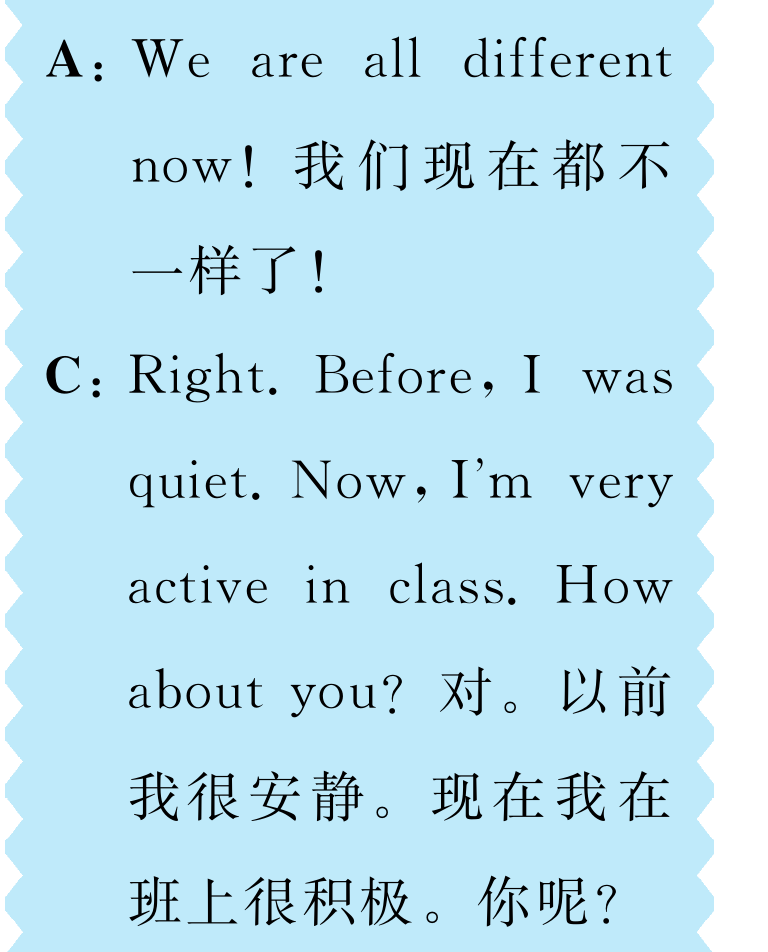 A: We are all different
now! 我们现在都不
一样了!
C: Right. Before, I was
quiet. Now, I'm very
active in class. How
about you? 对。以前
我很安静。现在我在
班上很积极。你呢?